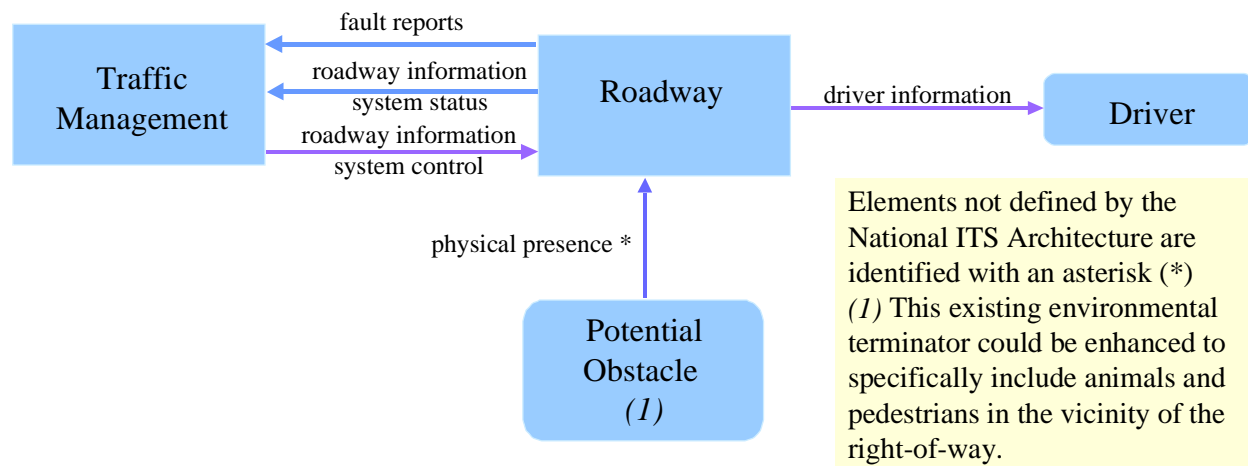 fault reports
Traffic
Management
roadway information
system status
roadway information
system control
Roadway
driver information
Driver
physical presence *
Potential
Obstacle
(1)
Elements not defined by the
National ITS Architecture are
identified with an asterisk (*)
(1) This existing environmental
terminator could be enhanced to
specifically include animals and
pedestrians in the vicinity of the
right-of-way.